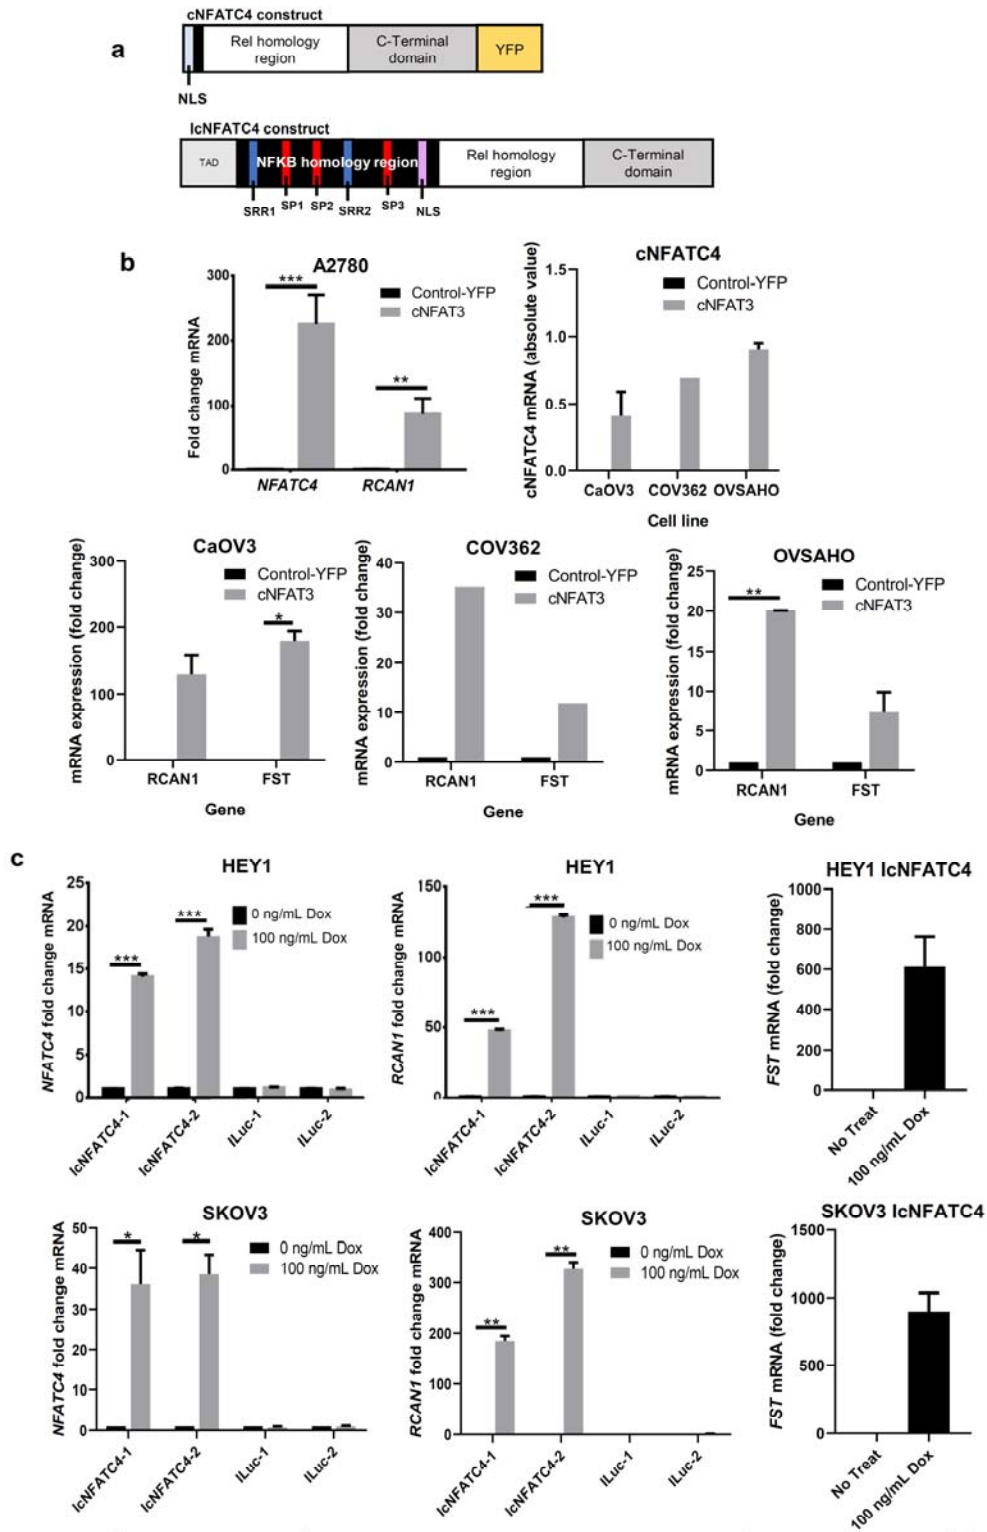 a
cNFATC4 construct
Rel homology
region
C-Terminal
domain
YFP
NLS
IcNFATC4 construct
TAD
NFKB homology region
Rel homology
region
C-Terminal
domain
SRR1
SP1
SP2
SRR2
SP3
NLS
b
A2780
Fold change mRNA
300
200
100
0
***
**
Control-YFP
cNFAT3
NFATC4
RCAN1
cNFATC4
cNFATC4 mRNA (absolute value)
1.5
1.0
0.5
0.0
Control-YFP
cNFAT3
CaOV3
COV362
OVSAHO
Cell line
CaOV3
mRNA expression (fold change)
300
200
100
0
*
Control-YFP
cNFAT3
RCAN1
FST
Gene
COV362
mRNA expression (fold change)
40
30
20
10
0
Control-YFP
cNFAT3
RCAN1
FST
Gene
OVSAHO
mRNA expression (fold change)
25
20
15
10
5
0
**
Control-YFP
cNFAT3
RCAN1
FST
Gene
c
HEY1
NFATC4 fold change mRNA
25
20
15
10
5
0
***
***
0 ng/mL Dox
100 ng/mL Dox
IcNFATC4-1
IcNFATC4-2
ILuc-1
ILuc-2
HEY1
RCAN1 fold change mRNA
150
100
50
0
***
***
0 ng/mL Dox
100 ng/mL Dox
IcNFATC4-1
IcNFATC4-2
ILuc-1
ILuc-2
HEY1 IcNFATC4
FST mRNA (fold change)
1000
800
600
400
200
0
No Treat
100 ng/mL Dox
SKOV3
NFATC4 fold change mRNA
50
40
30
20
10
0
*
*
0 ng/mL Dox
100 ng/mL Dox
IcNFATC4-1
IcNFATC4-2
ILuc-1
ILuc-2
SKOV3
RCAN1 fold change mRNA
400
300
200
100
0
**
**
0 ng/mL Dox
100 ng/mL Dox
IcNFATC4-1
IcNFATC4-2
ILuc-1
ILuc-2
SKOV3 IcNFATC4
FST mRNA (fold change)
1500
1000
500
0
No Treat
100 ng/mL Dox